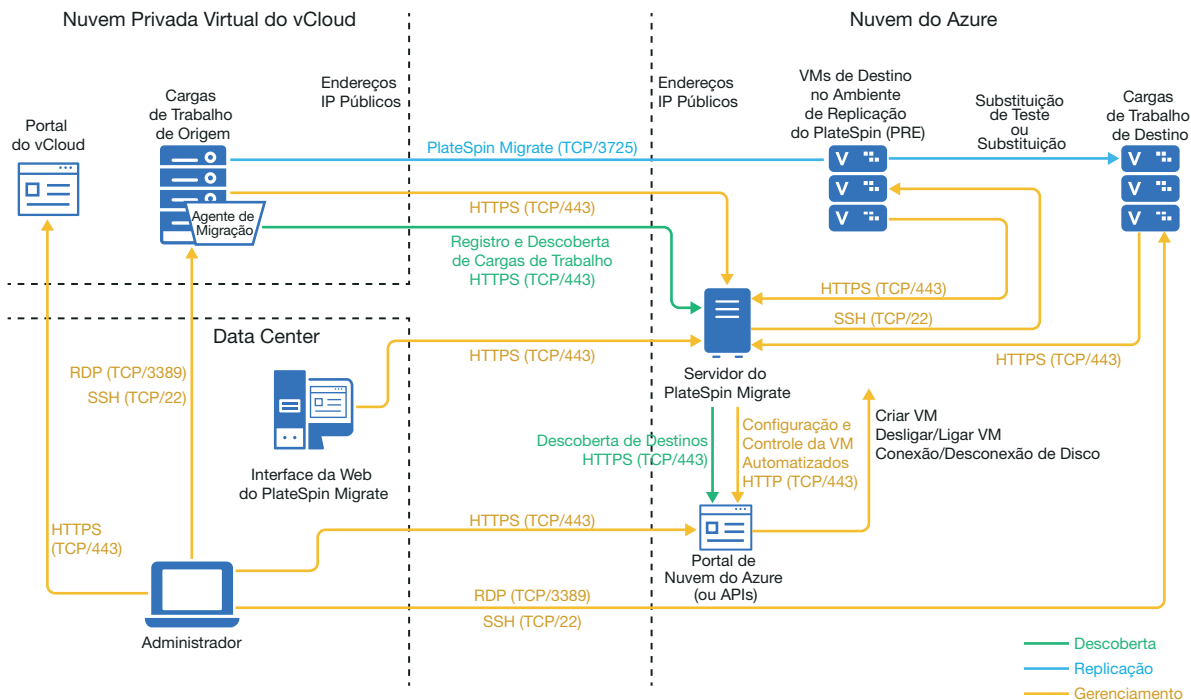 Nuvem Privada Virtual do vCloud
Nuvem do Azure
Endereços
IP Públicos
Endereços
IP Públicos
Portal
do vCloud
Cargas
de Trabalho
de Origem
VMs de Destino
no Ambiente
de Replicação
do PlateSpin (PRE)
Substituição
de Teste
ou
Substituição
Cargas
de Trabalho
de Destino
PlateSpin Migrate (TCP/3725)
V
V
V
V
V
V
HTTPS (TCP/443)
Agente de
Migração
Registro e Descoberta
de Cargas de Trabalho
HTTPS (TCP/443)
HTTPS (TCP/443)
SSH (TCP/22)
HTTPS (TCP/443)
Data Center
HTTPS (TCP/443)
RDP (TCP/3389)
SSH (TCP/22)
Servidor do
PlateSpin Migrate
Interface da Web
do PlateSpin Migrate
Descoberta de Destinos
HTTPS (TCP/443)
Configuração e
Controle da VM
Automatizados
HTTP (TCP/443)
Criar VM
Desligar/Ligar VM
Conexão/Desconexão de Disco
HTTPS
(TCP/443)
HTTPS (TCP/443)
Portal de
Nuvem do Azure
(ou APIs)
RDP (TCP/3389)
SSH (TCP/22)
Administrador
Descoberta
Replicação
Gerenciamento